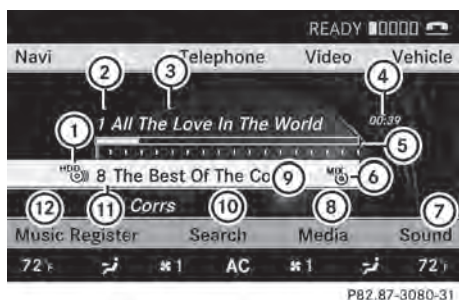 READY
Navi Telephone Video Vehicle
2 3 4
1 All The Love In The World 00:39
1 5
HDD 8 The Best Of The Co 9 MIX 6
Corrs
12 11 10 8 7
Music Register Search Media Sound
72°F 1 AC 1 72°F
P82.87-3080-31